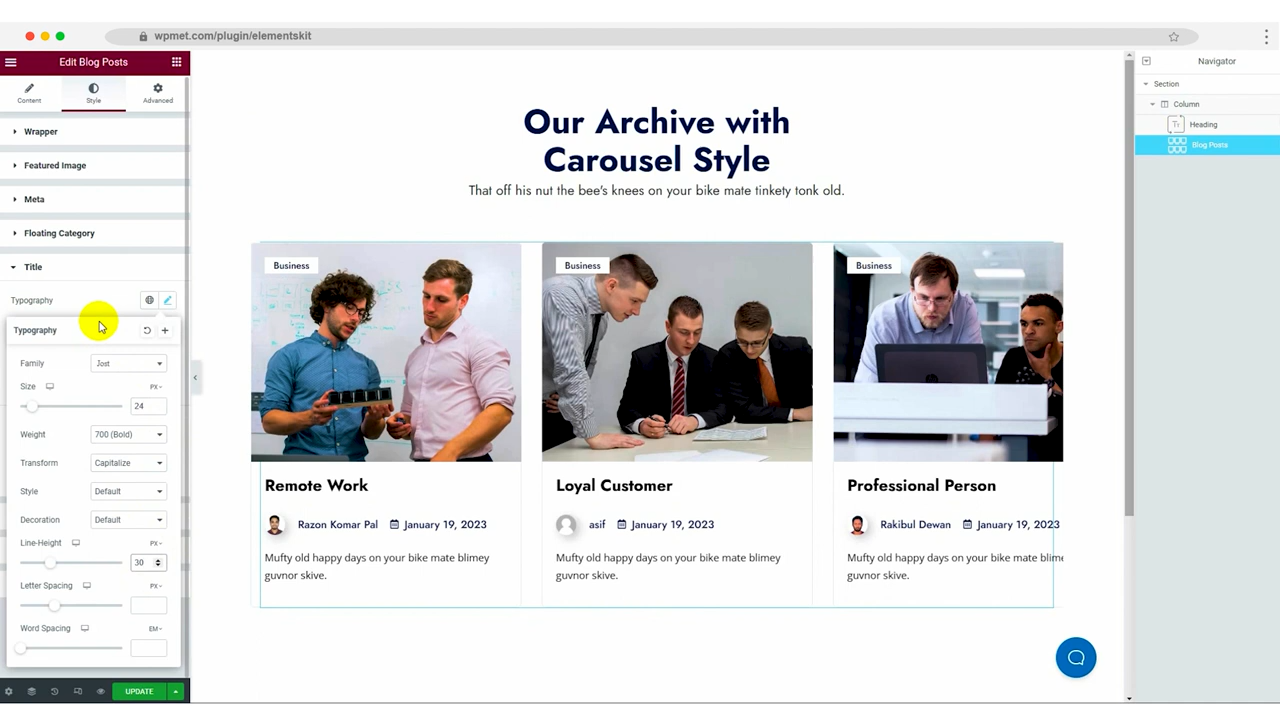 wpmet.com/plugin/elementskit
Edit Blog Posts
Content
Style
Advanced
Wrapper
Featured Image
Meta
Floating Category
Title
Typography
Typography
Family
Jost
Size
PX
24
Weight
700 (Bold)
Transform
Capitalize
Style
Default
Decoration
Default
Line-Height
PX
30
Letter Spacing
PX
Word Spacing
EM
UPDATE
Our Archive with
Carousel Style
That off his nut the bee's knees on your bike mate tinkety tonk old.
Business
Remote Work
Razon Komar Pal
January 19, 2023
Mufty old happy days on your bike mate blimey
guvnor skive.
Business
Loyal Customer
asif
January 19, 2023
Mufty old happy days on your bike mate blimey
guvnor skive.
Business
Professional Person
Rakibul Dewan
January 19, 2023
Mufty old happy days on your bike mate blime
guvnor skive.
Navigator
Section
Column
Tr
Heading
Blog Posts